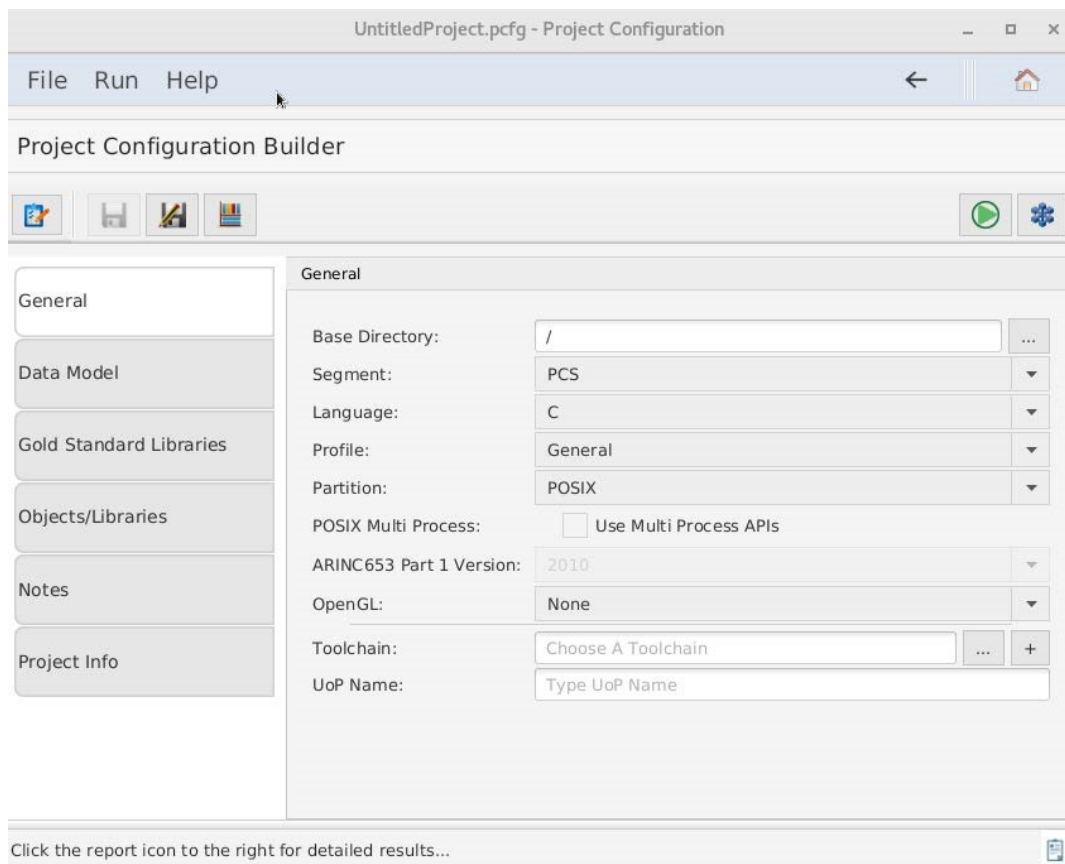 UntitledProject.pcfg - Project Configuration
File Run Help
Project Configuration Builder
General
Data Model
Gold Standard Libraries
Objects/Libraries
Notes
Project Info
General
Base Directory: / ...
Segment: PCS
Language: C
Profile: General
Partition: POSIX
POSIX Multi Process: Use Multi Process APIs
ARINC653 Part 1 Version: 2010
OpenGL: None
Toolchain: Choose A Toolchain ... +
UoP Name: Type UoP Name
Click the report icon to the right for detailed results...